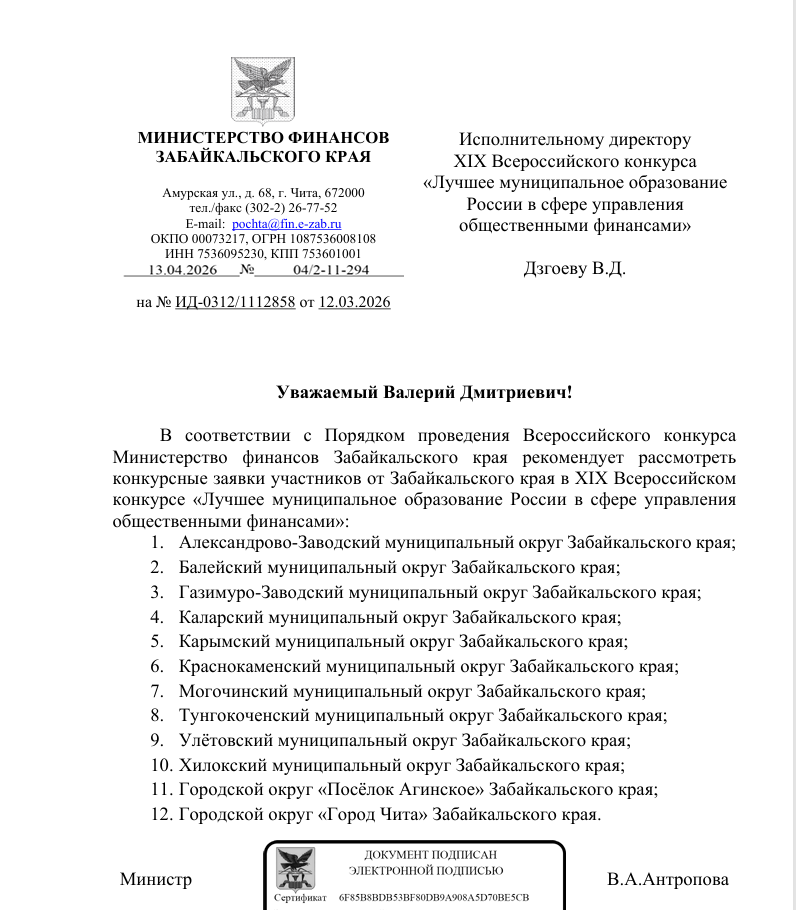 МИНИСТЕРСТВО ФИНАНСОВ
ЗАБАЙКАЛЬСКОГО КРАЯ
Амурская ул., д. 68, г. Чита, 672000
тел./факс (302-2) 26-77-52
E-mail: pochta@fin.e-zab.ru
ОКПО 00073217, ОГРН 1087536008108
ИНН 7536095230, КПП 753601001
13.04.2026 № 04/2-11-294
на № ИД-0312/1112858 от 12.03.2026
Исполнительному директору
XIX Всероссийского конкурса
«Лучшее муниципальное образование
России в сфере управления
общественными финансами»
Дзгоеву В.Д.
Уважаемый Валерий Дмитриевич!
В соответствии с Порядком проведения Всероссийского конкурса
Министерство финансов Забайкальского края рекомендует рассмотреть
конкурсные заявки участников от Забайкальского края в XIX Всероссийском
конкурсе «Лучшее муниципальное образование России в сфере управления
общественными финансами»:
1. Александрово-Заводский муниципальный округ Забайкальского края;
2. Балейский муниципальный округ Забайкальского края;
3. Газимуро-Заводский муниципальный округ Забайкальского края;
4. Каларский муниципальный округ Забайкальского края;
5. Карымский муниципальный округ Забайкальского края;
6. Краснокаменский муниципальный округ Забайкальского края;
7. Могочинский муниципальный округ Забайкальского края;
8. Тунгокоченский муниципальный округ Забайкальского края;
9. Улётовский муниципальный округ Забайкальского края;
10. Хилокский муниципальный округ Забайкальского края;
11. Городской округ «Посёлок Агинское» Забайкальского края;
12. Городской округ «Город Чита» Забайкальского края.
ДОКУМЕНТ ПОДПИСАН
ЭЛЕКТРОННОЙ ПОДПИСЬЮ
Министр
В.А.Антропова
Сертификат 6F85B8BDB53BF80DB9A908A5D70BE5CB